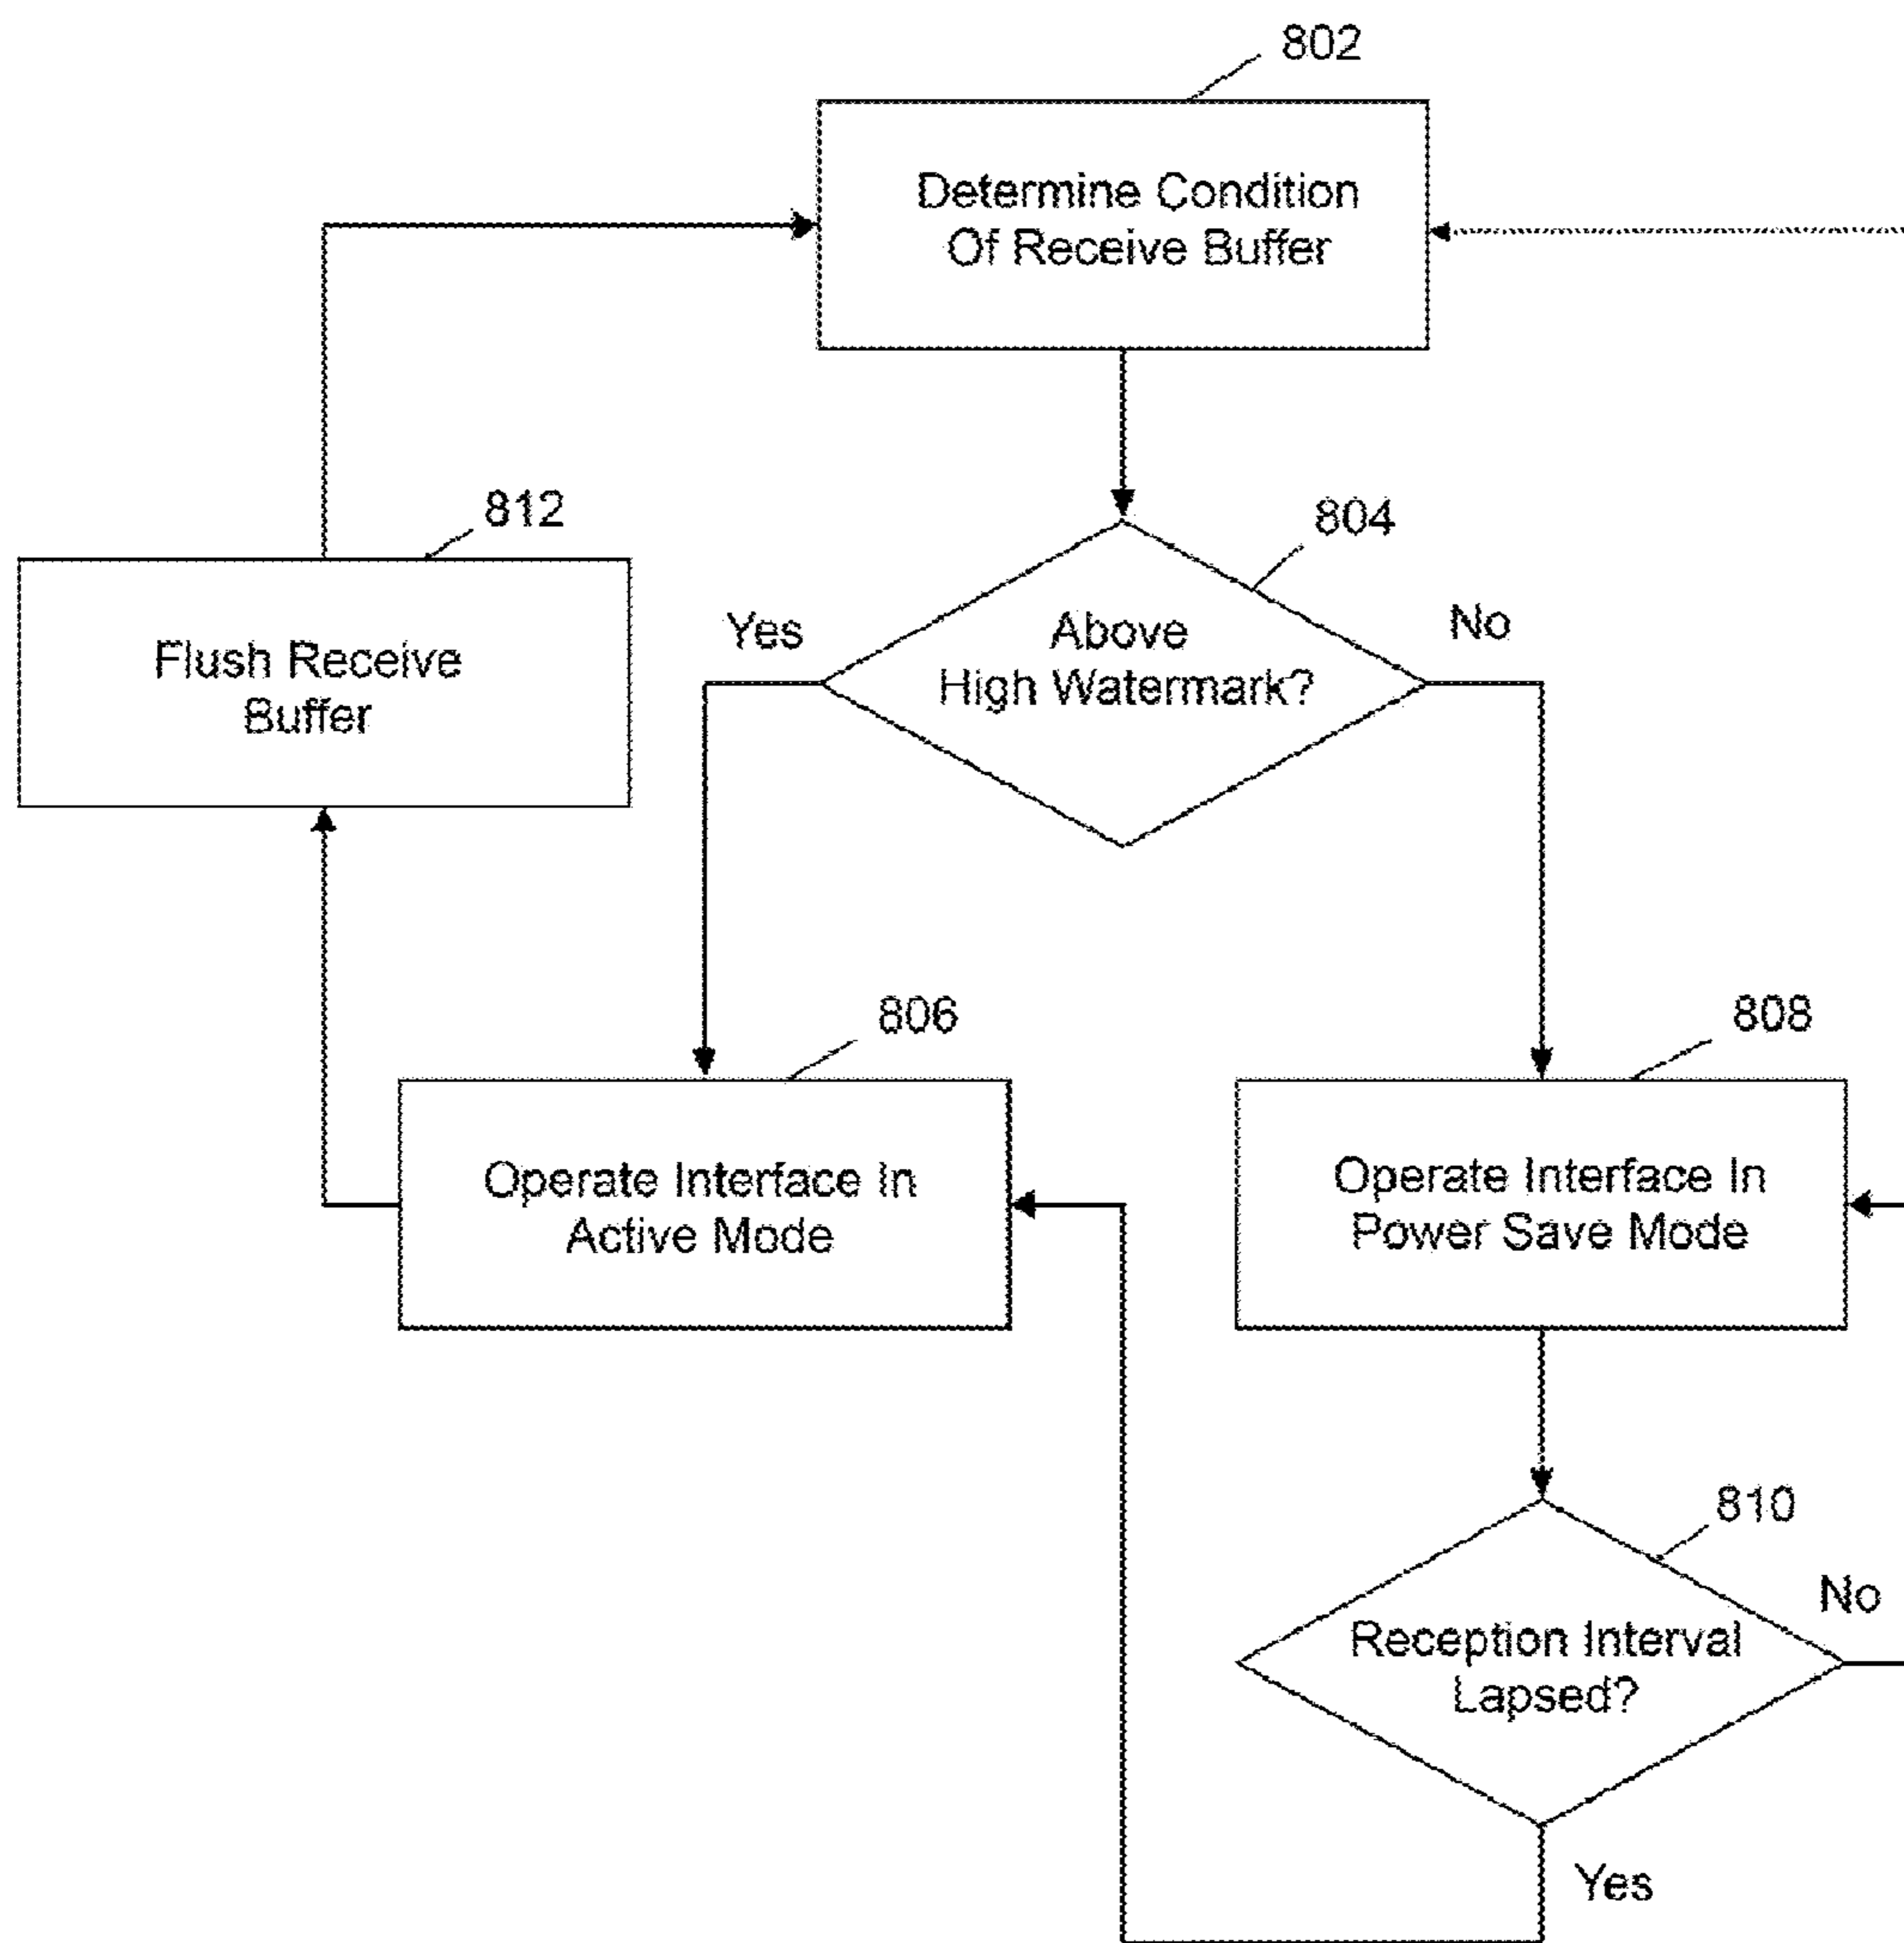 802
Determine Condition
Of Receive Buffer
812
804
Yes
Above
High Watermark?
No
Flush Receive
Buffer
806
808
Operate Interface In
Active Mode
Operate Interface In
Power Save Mode
810
No
Reception Interval
Lapsed?
Yes